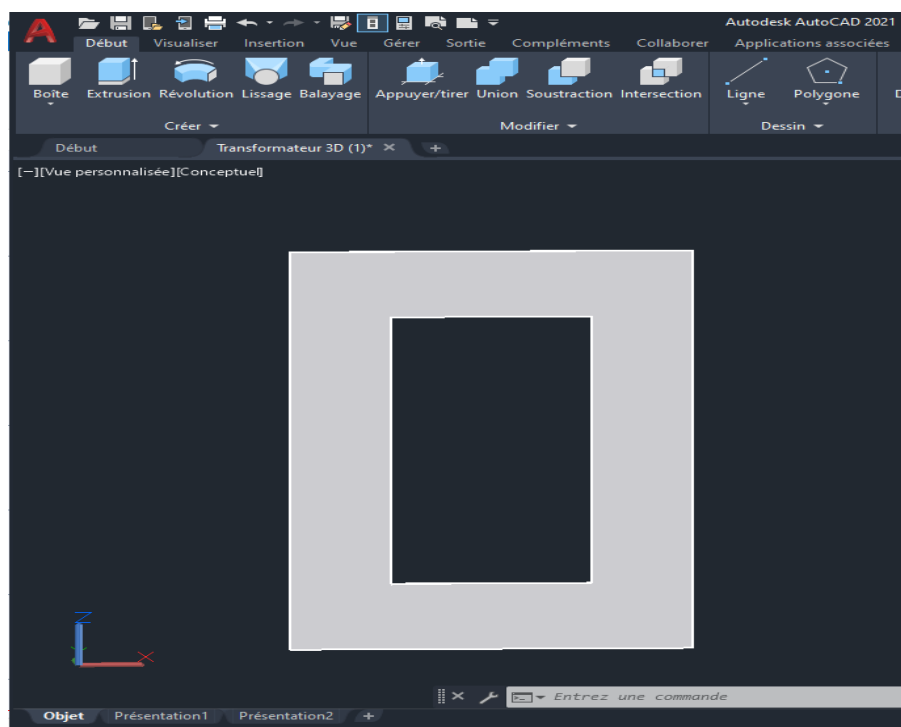 Autodesk AutoCAD 2021
Début Visualiser Insertion Vue Gérer Sortie Compléments Collaborer Applications associées
Boîte Extrusion Révolution Lissage Balayage Appuyer/tirer Union Soustraction Intersection Ligne Polygone D
Créer Modifier Dessin
Début Transformateur 3D (1)*
[−][Vue personnalisée][Conceptuel]
Z
X
Entrez une commande
Objet Présentation1 Présentation2 +